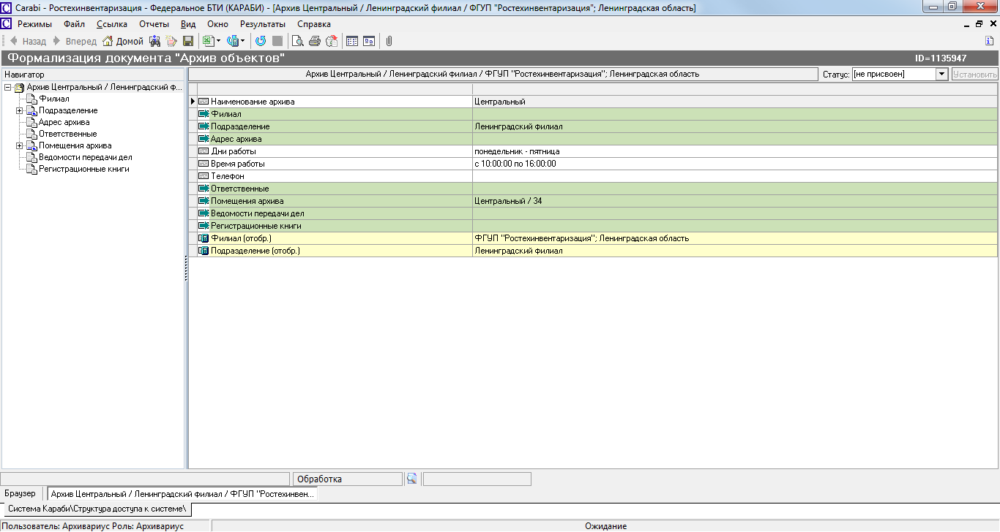 Carabi - Ростехинвентаризация - Федеральное БТИ (КАРАБИ) - [Архив Центральный / Ленинградский филиал / ФГУП "Ростехинвентаризация"; Ленинградская область]
Режимы Файл Ссылка Отчеты Вид Окно Результаты Справка
Назад Вперед Домой
Формализация документа "Архив объектов" ID=1135947
Навигатор
Архив Центральный / Ленинградский ф...
Филиал
Подразделение
Адрес архива
Ответственные
Помещения архива
Ведомости передачи дел
Регистрационные книги
Архив Центральный / Ленинградский филиал / ФГУП "Ростехинвентаризация"; Ленинградская область Статус: [не присвоен] Установить
Наименование архива Центральный
Филиал
Подразделение Ленинградский филиал
Адрес архива
Дни работы понедельник - пятница
Время работы с 10:00:00 по 16:00:00
Телефон
Ответственные
Помещения архива Центральный / 34
Ведомости передачи дел
Регистрационные книги
Филиал (отобр.) ФГУП "Ростехинвентаризация"; Ленинградская область
Подразделение (отобр.) Ленинградский филиал
Обработка
Браузер Архив Центральный / Ленинградский филиал / ФГУП "Ростехинвен...
Система Караби\Структура доступа к системе\
Пользователь: Архивариус Роль: Архивариус Ожидание